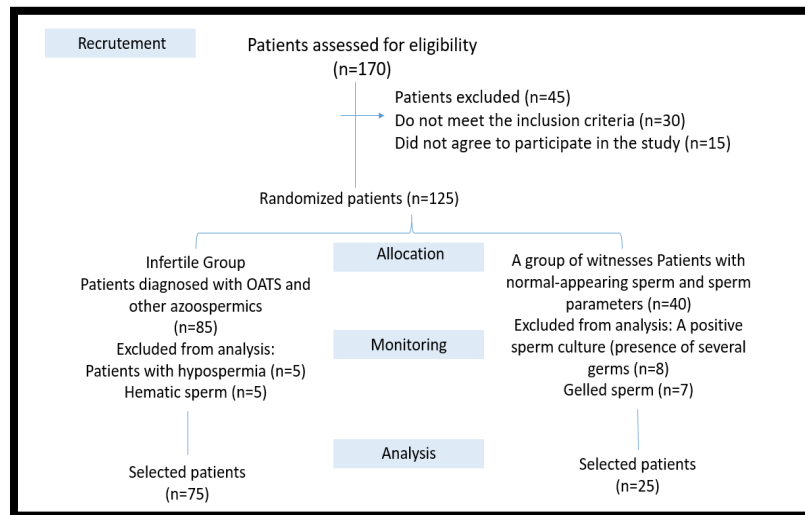 Recrutement
Patients assessed for eligibility
(n=170)
Patients excluded (n=45)
Do not meet the inclusion criteria (n=30)
Did not agree to participate in the study (n=15)
Randomized patients (n=125)
Allocation
Infertile Group
Patients diagnosed with OATS and
other azoospermics
(n=85)
Excluded from analysis:
Patients with hypospermia (n=5)
Hematic sperm (n=5)
A group of witnesses Patients with
normal-appearing sperm and sperm
parameters (n=40)
Excluded from analysis: A positive
sperm culture (presence of several
germs (n=8)
Gelled sperm (n=7)
Monitoring
Analysis
Selected patients
(n=75)
Selected patients
(n=25)